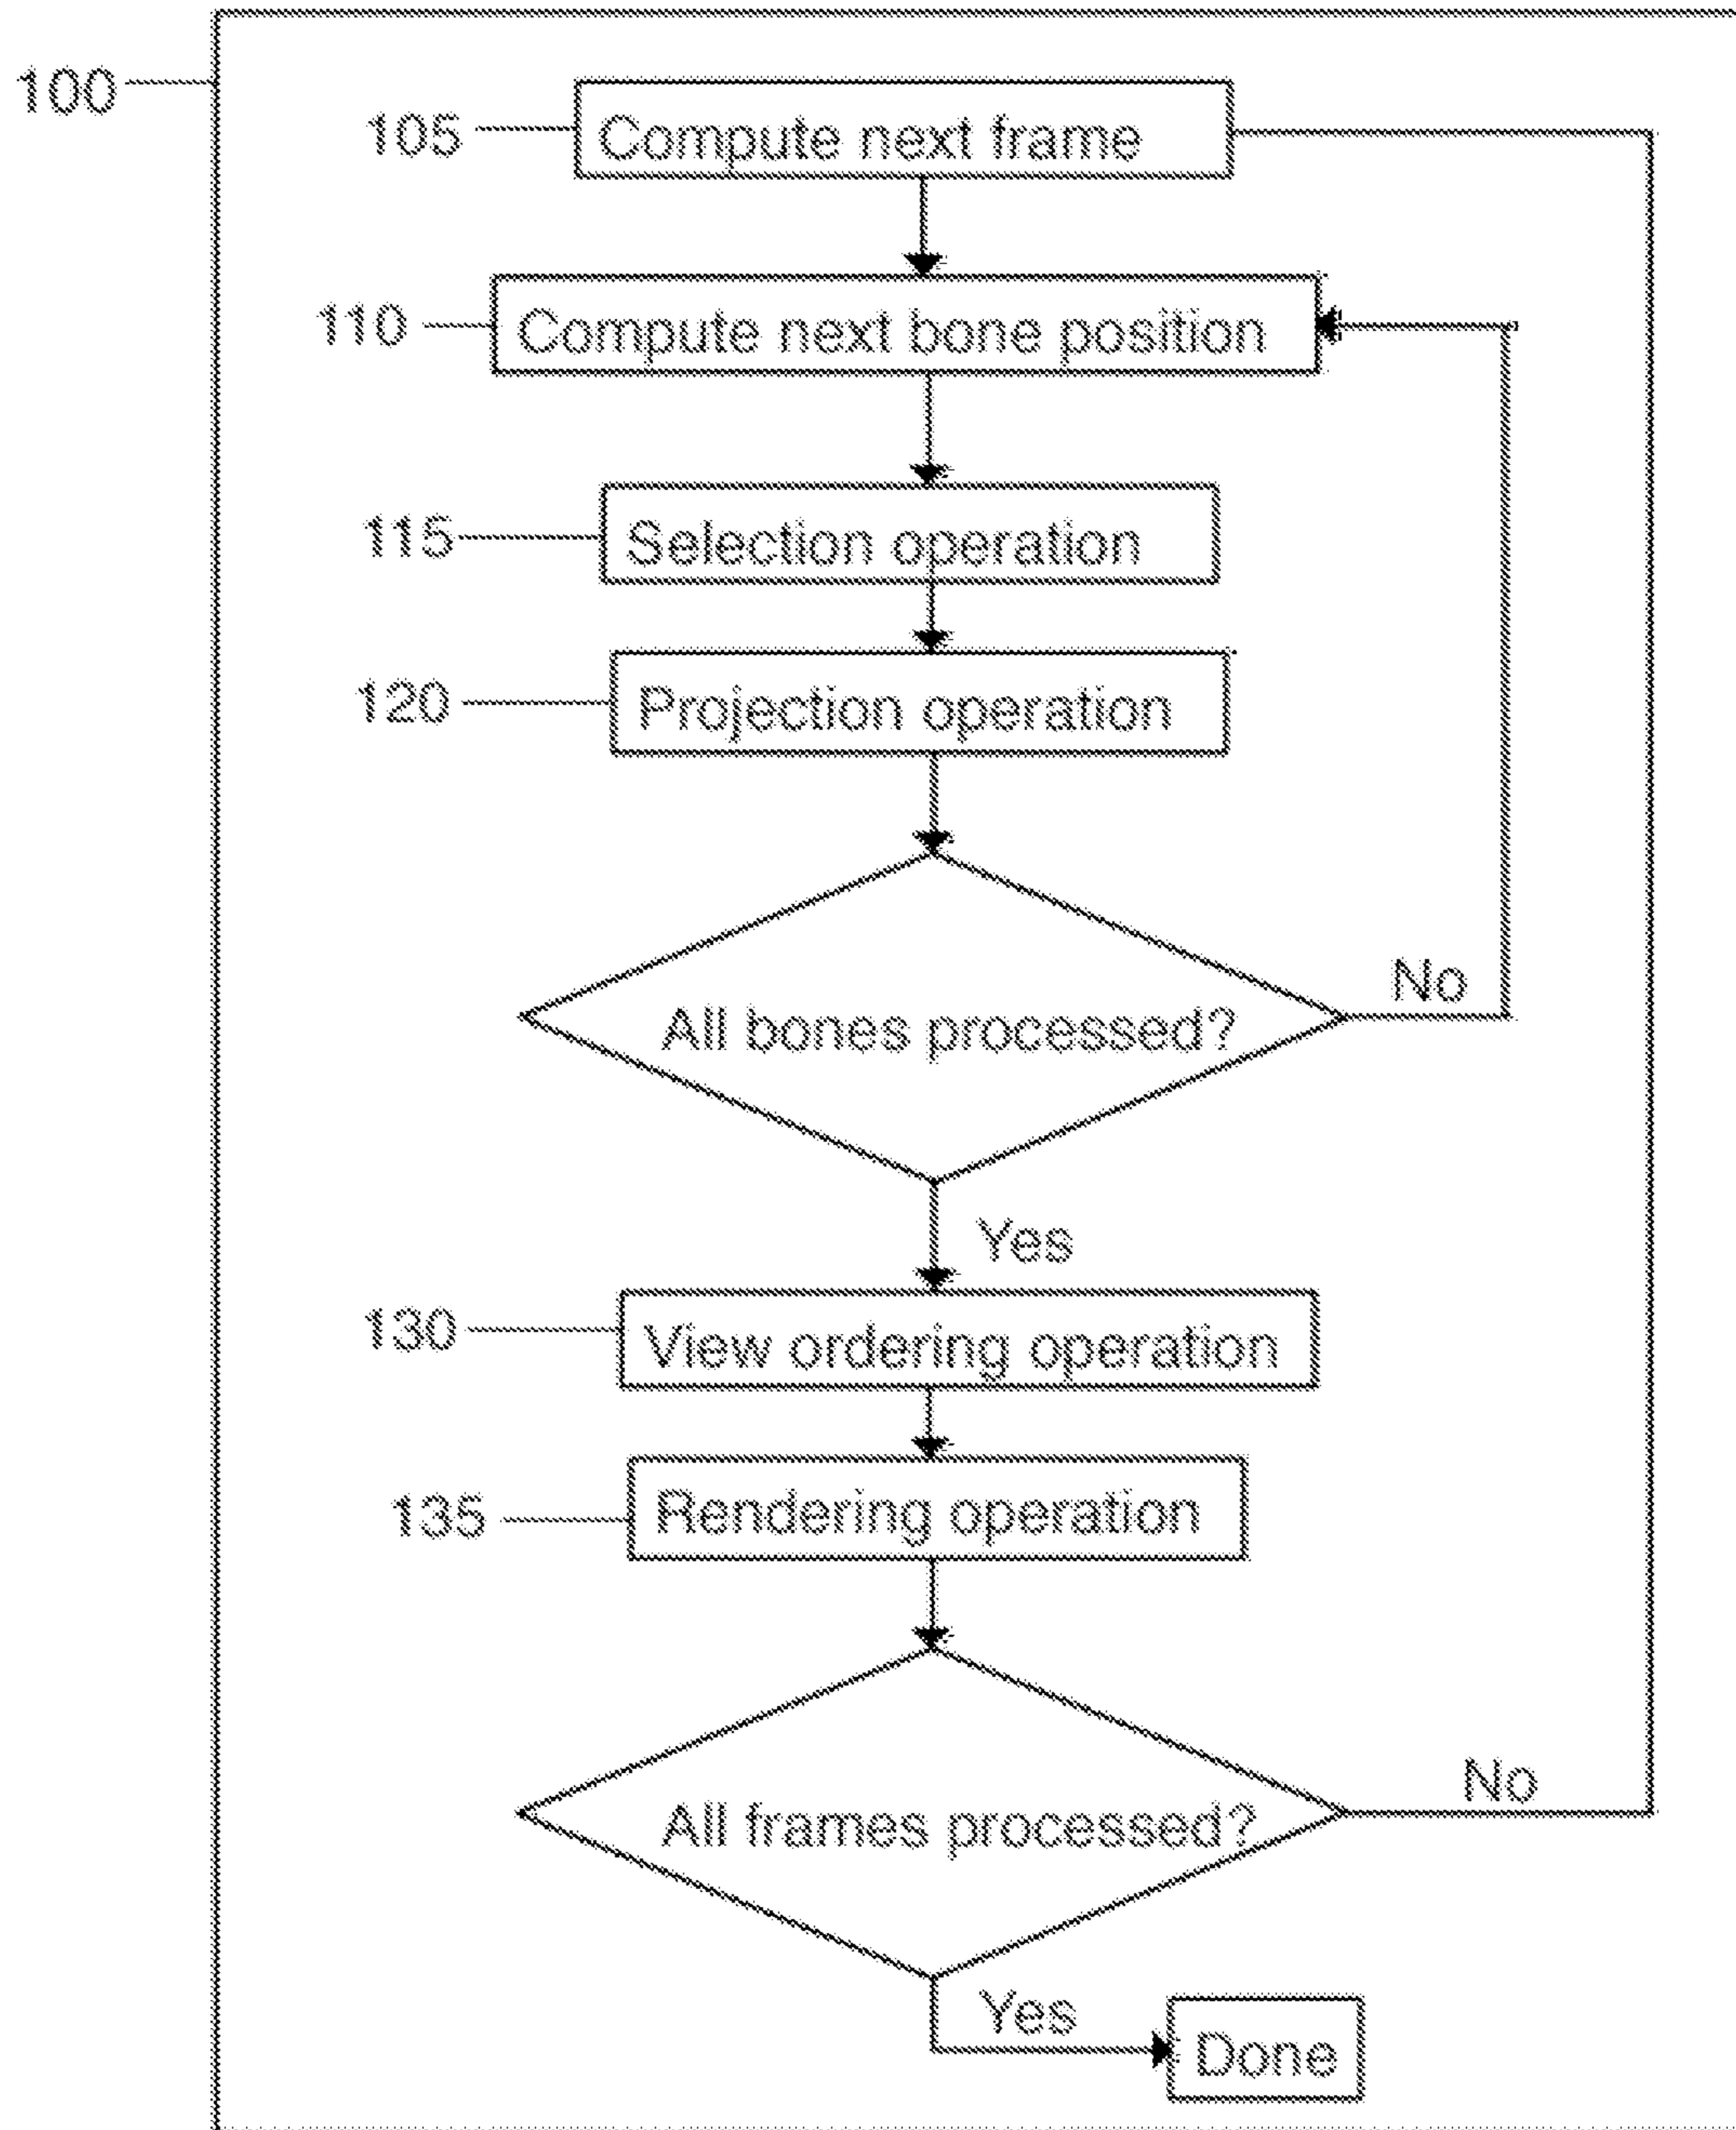 100
105 Compute next frame
110 Compute next bone position
115 Selection operation
120 Projection operation
All bones processed?
No
Yes
130 View ordering operation
135 Rendering operation
All frames processed?
No
Yes
Done